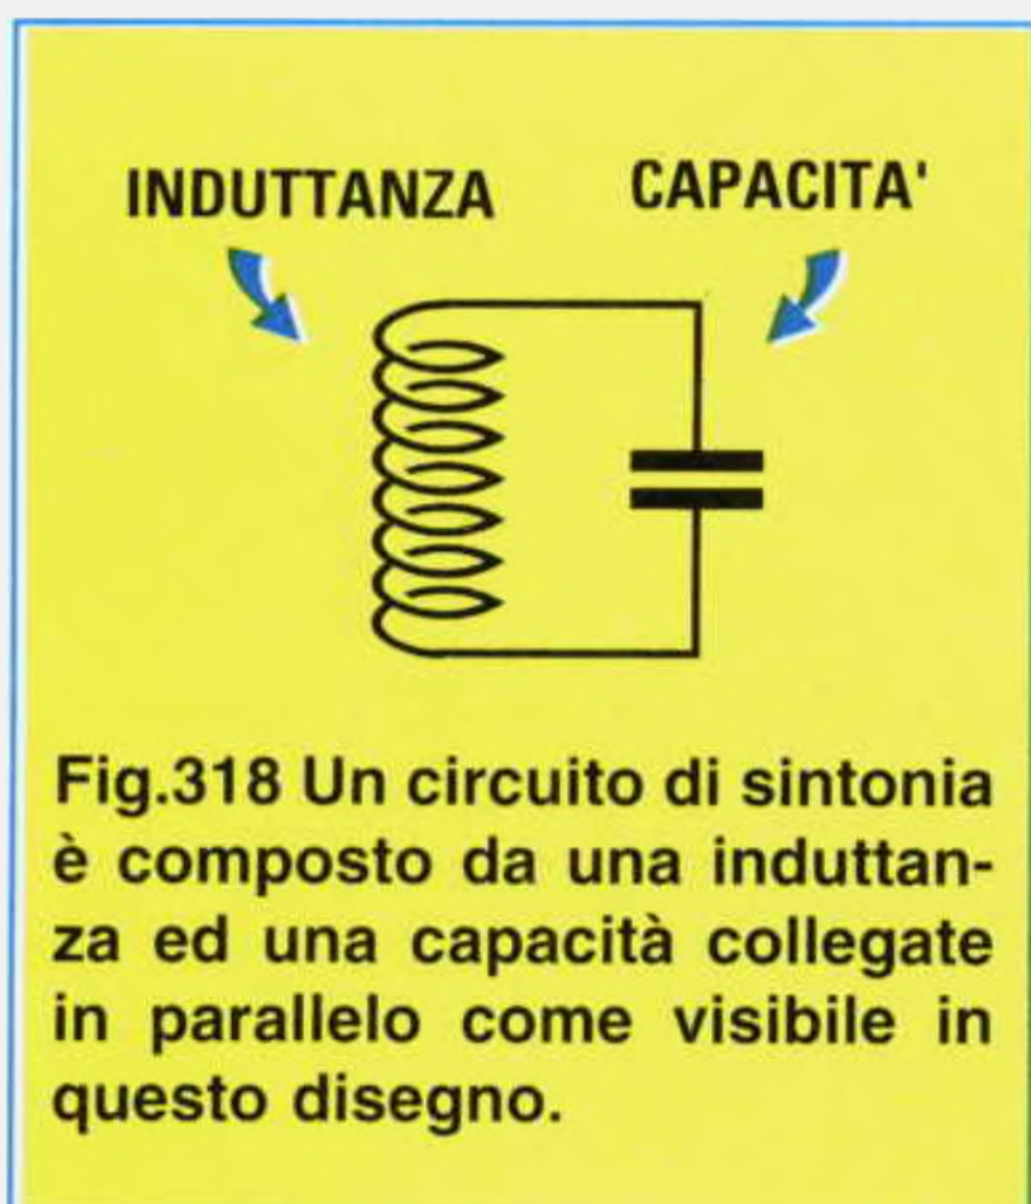 INDUTTANZA CAPACITA'
Fig.318 Un circuito di sintonia
è composto da una induttan-
za ed una capacità collegate
in parallelo come visibile in
questo disegno.